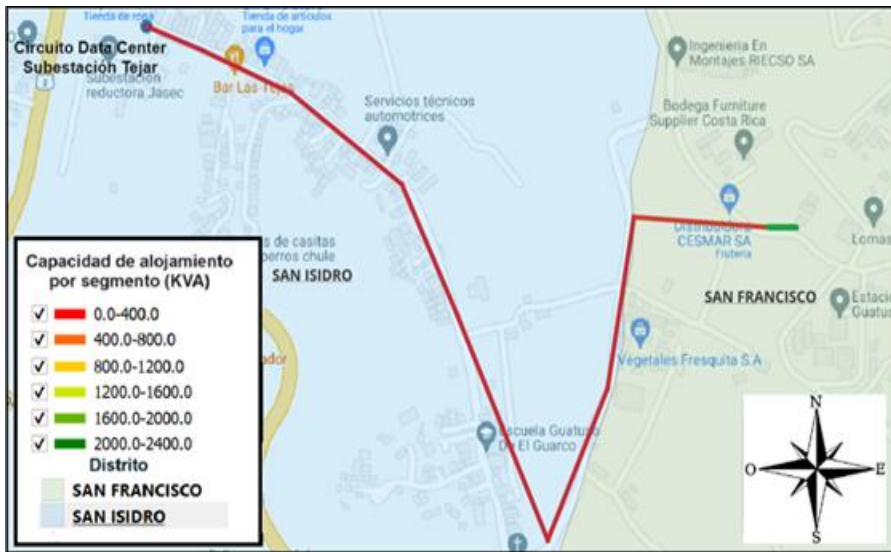 Tienda de ropa
Tienda de artículos
para el hogar
Circuito Data Center
Subestación Tejar
2
Subestación
reductora Jasec
Bar Las Tejas
Servicios técnicos
automotrices
Ingenieria En
Montajes RIECSO SA
Bodega Furniture
Supplier Costa Rica
Distribuidora
CESMAR SA
Fruteria
Lomas
s de casitas
perros chule
SAN ISIDRO
SAN FRANCISCO
Estació
Guatus
Vegetales Fresquita S.A
ador
Escuela Guatuso
De El Guarco
Capacidad de alojamiento
por segmento (KVA)
0.0-400.0
400.0-800.0
800.0-1200.0
1200.0-1600.0
1600.0-2000.0
2000.0-2400.0
Distrito
SAN FRANCISCO
SAN ISIDRO
N
O
E
S